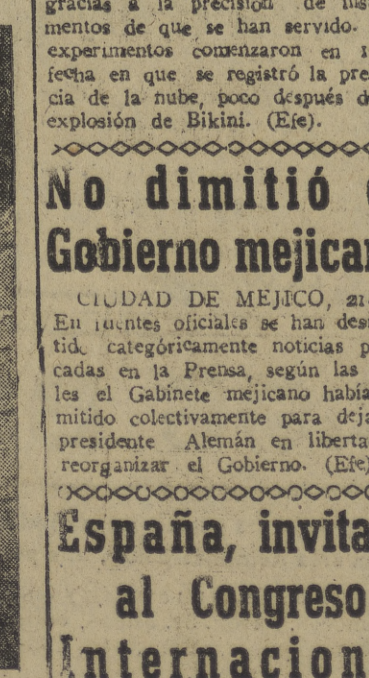 gracias a la precisión de
mentos de que se han servido.
experimentos comenzaron en
fecha en que se registró la pre
cia de la nube, poco después d
explosión de Bikini. (Efe).
No dimitió
Gobierno mejican
CIUDAD DE MEJICO, 21
En fuentes oficiales se han des
tido categóricamente noticias p
cadas en la Prensa, según las
les el Gabinete mejicano había
mitido colectivamente para deja
presidente Alemán en liberta
reorganizar el Gobierno. (Efe)
España, invita
al Congreso
Internacion